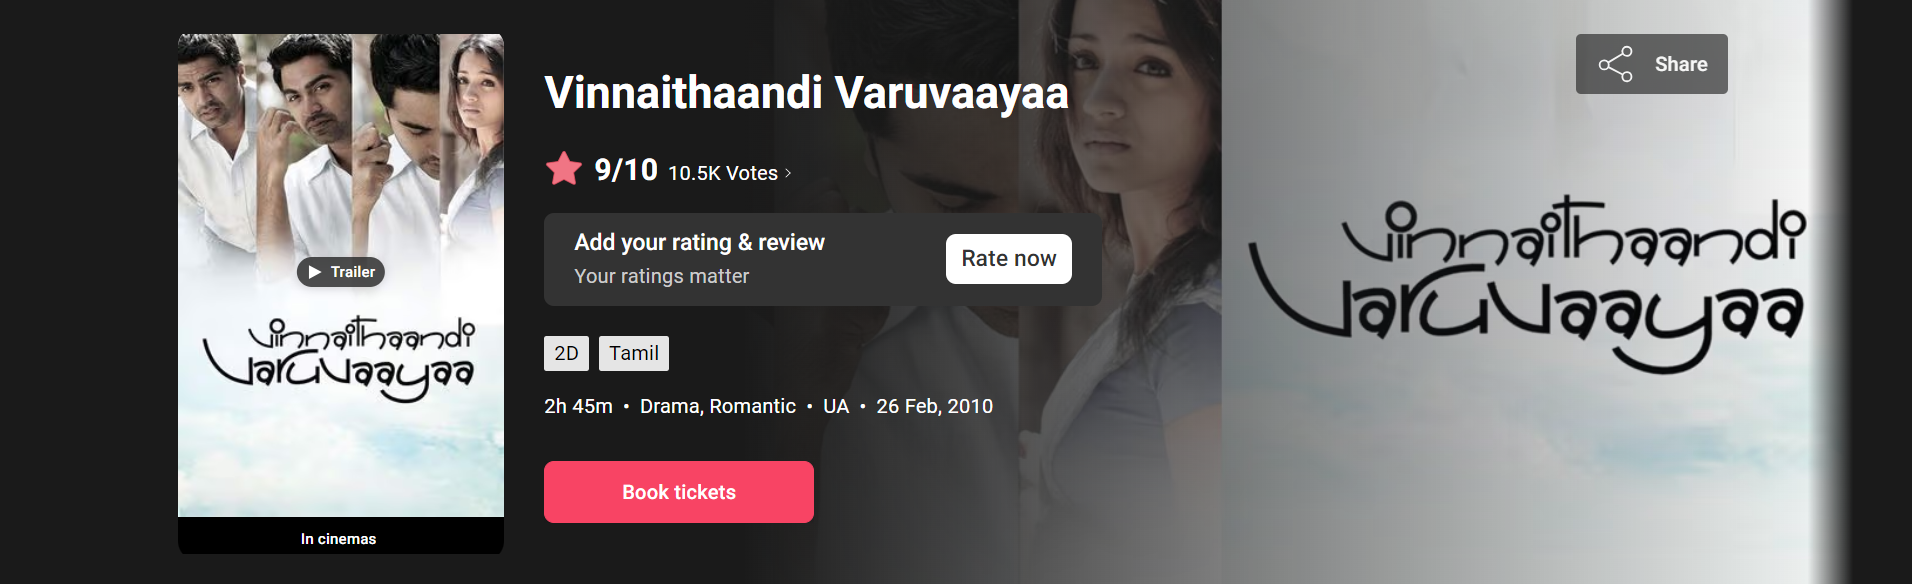 Trailer
vinnaithaandi
varuvaayaa
In cinemas
Vinnaithaandi Varuvaayaa
9/10 10.5K Votes >
Add your rating & review
Your ratings matter
Rate now
2D Tamil
2h 45m • Drama, Romantic • UA • 26 Feb, 2010
Book tickets
Share
vinnaithaandi
varuvaayaa